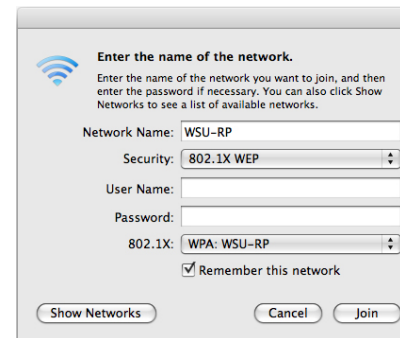 Enter the name of the network.
Enter the name of the network you want to join, and then
enter the password if necessary. You can also click Show
Networks to see a list of available networks.
Network Name: WSU-RP
Security: 802.1X WEP
User Name:
Password:
802.1X: WPA: WSU-RP
Remember this network
Show Networks Cancel Join